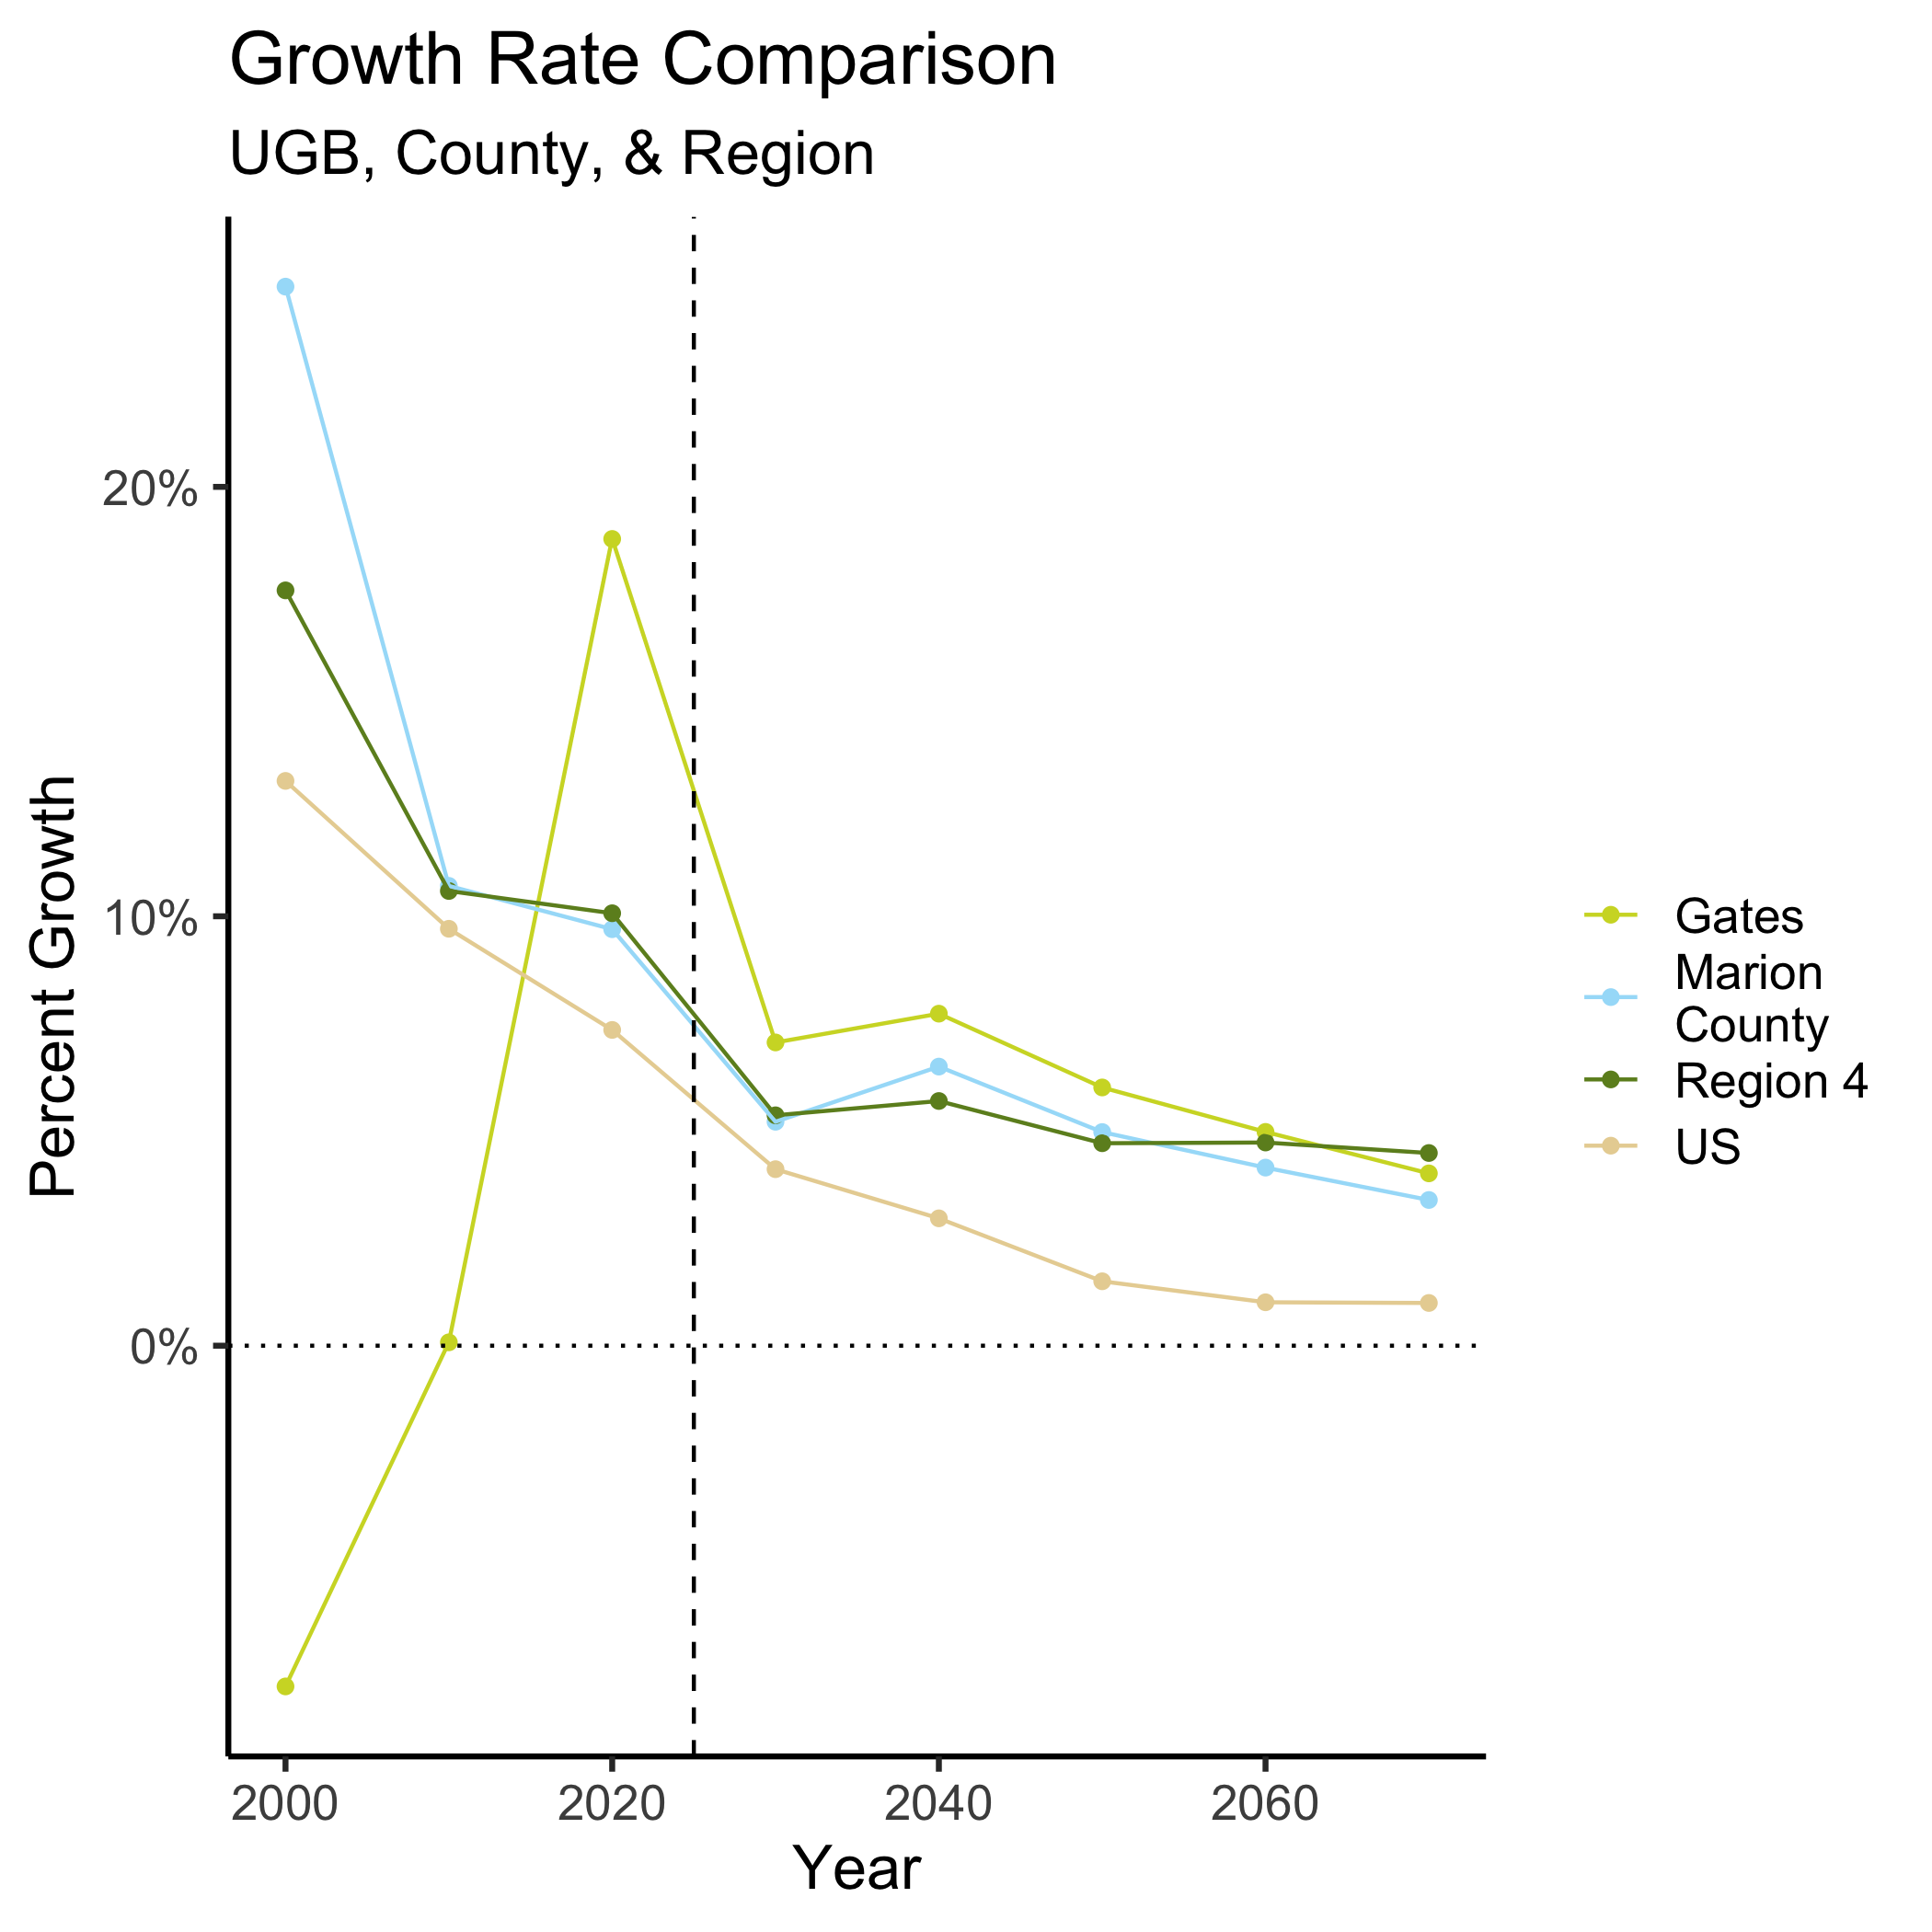 Growth Rate Comparison
UGB, County, & Region
Percent Growth
20%
10%
0%
2000
2020
2040
2060
Year
Gates
Marion
County
Region 4
US